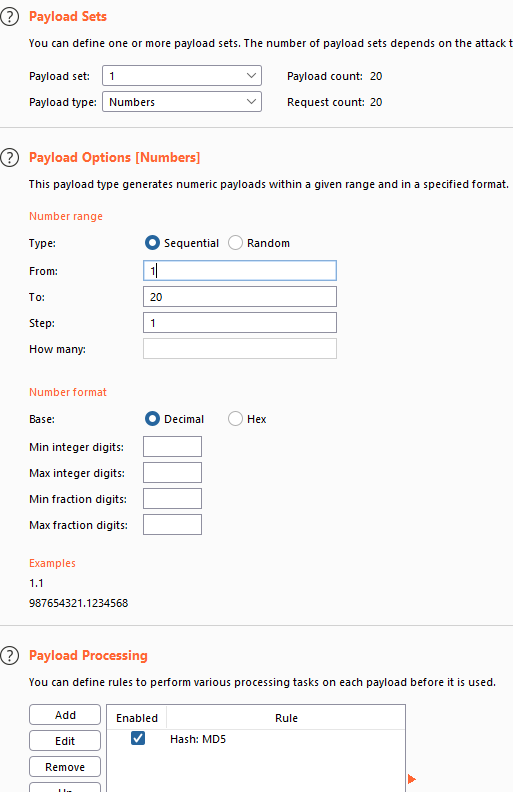 Payload Sets
You can define one or more payload sets. The number of payload sets depends on the attack t
Payload set: 1 Payload count: 20
Payload type: Numbers Request count: 20
Payload Options [Numbers]
This payload type generates numeric payloads within a given range and in a specified format.
Number range
Type: Sequential Random
From: 1
To: 20
Step: 1
How many:
Number format
Base: Decimal Hex
Min integer digits:
Max integer digits:
Min fraction digits:
Max fraction digits:
Examples
1.1
987654321.1234568
Payload Processing
You can define rules to perform various processing tasks on each payload before it is used.
Add Enabled Rule
Edit Hash: MD5
Remove
Up